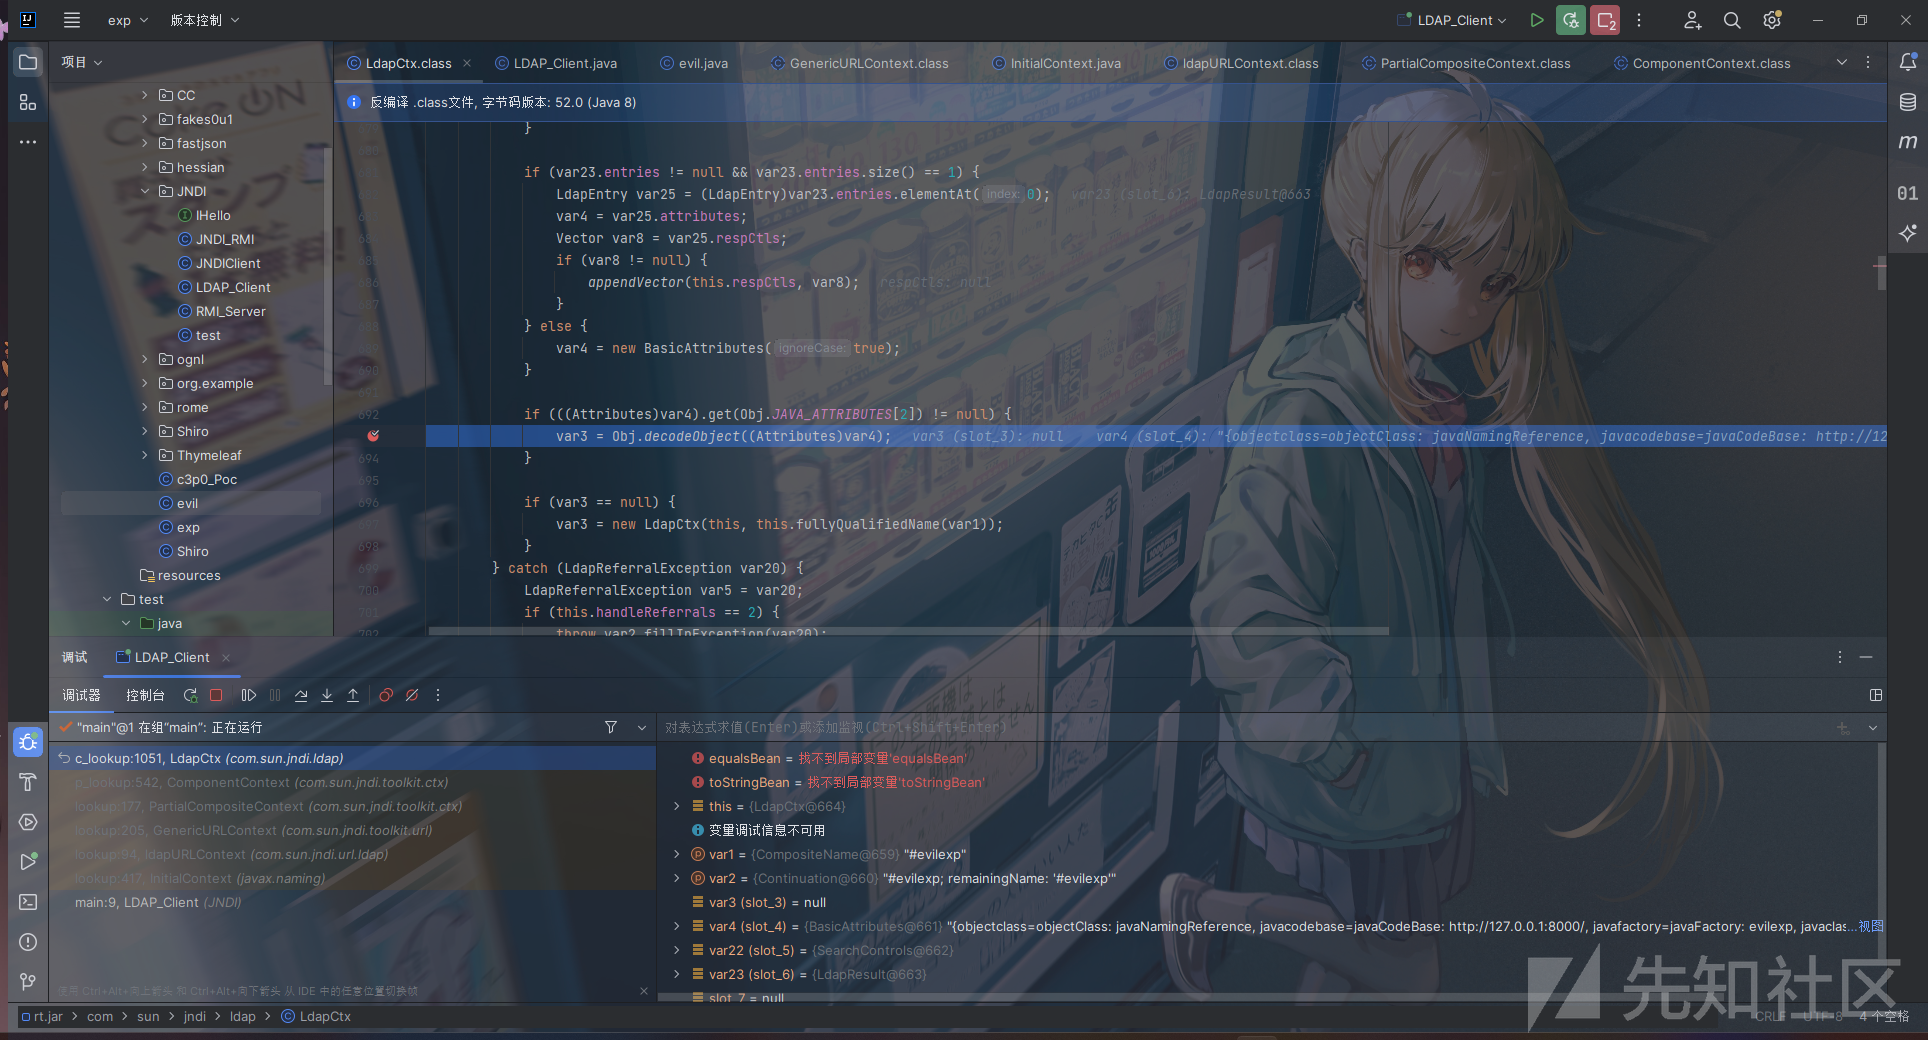 exp
版本控制
LDAP_Client
项目
LdapCtx.class
LDAP_Client.java
evil.java
GenericURLContext.class
InitialContext.java
ldapURLContext.class
PartialCompositeContext.class
ComponentContext.class
反编译 .class文件, 字节码版本: 52.0 (Java 8)
CC
fakes0u1
fastjson
hessian
JNDI
IHello
JNDI_RMI
JNDIClient
LDAP_Client
RMI_Server
test
ognl
org.example
rome
Shiro
Thymeleaf
c3p0_Poc
evil
exp
Shiro
resources
test
java
}
if (var23.entries != null && var23.entries.size() == 1) {
LdapEntry var25 = (LdapEntry)var23.entries.elementAt( index: 0); var23 (slot_6): LdapResult@663
var4 = var25.attributes;
Vector var8 = var25.respCtls;
if (var8 != null) {
appendVector(this.respCtls, var8); respCtls: null
}
} else {
var4 = new BasicAttributes( ignoreCase: true);
}
692 if (((Attributes)var4).get(Obj.JAVA_ATTRIBUTES[2]) != null) {
var3 = Obj.decodeObject((Attributes)var4); var3 (slot_3): null var4 (slot_4): "{objectclass=objectClass: javaNamingReference, javacodebase=javaCodeBase: http://12
694 }
695
696 if (var3 == null) {
var3 = new LdapCtx(this, this.fullyQualifiedName(var1));
698 }
699 } catch (LdapReferralException var20) {
700 LdapReferralException var5 = var20;
701 if (this.handleReferrals == 2) {
702 throw var2.fillInException(var20);
调试
LDAP_Client
调试器
控制台
"main"@1 在组"main": 正在运行
c_lookup:1051, LdapCtx (com.sun.jndi.ldap)
p_lookup:542, ComponentContext (com.sun.jndi.toolkit.ctx)
lookup:177, PartialCompositeContext (com.sun.jndi.toolkit.ctx)
lookup:205, GenericURLContext (com.sun.jndi.toolkit.url)
lookup:94, ldapURLContext (com.sun.jndi.url.ldap)
lookup:417, InitialContext (javax.naming)
main:9, LDAP_Client (JNDI)
使用 Ctrl+Alt+向上箭头 和 Ctrl+Alt+向下箭头 从 IDE 中的任意位置切换帧
对表达式求值(Enter)或添加监视(Ctrl+Shift+Enter)
equalsBean = 找不到局部变量'equalsBean'
toStringBean = 找不到局部变量'toStringBean'
this = {LdapCtx@664}
变量调试信息不可用
var1 = {CompositeName@659} "#evilexp"
var2 = {Continuation@660} "#evilexp; remainingName: '#evilexp'"
var3 (slot_3) = null
var4 (slot_4) = {BasicAttributes@661} "{objectclass=objectClass: javaNamingReference, javacodebase=javaCodeBase: http://127.0.0.1:8000/, javafactory=javaFactory: evilexp, javaclas... 视图
var22 (slot_5) = {SearchControls@662}
var23 (slot_6) = {LdapResult@663}
slot_7 = null
rt.jar
com
sun
jndi
ldap
LdapCtx
CRLF
UTF-8
4 个空格
先知社区